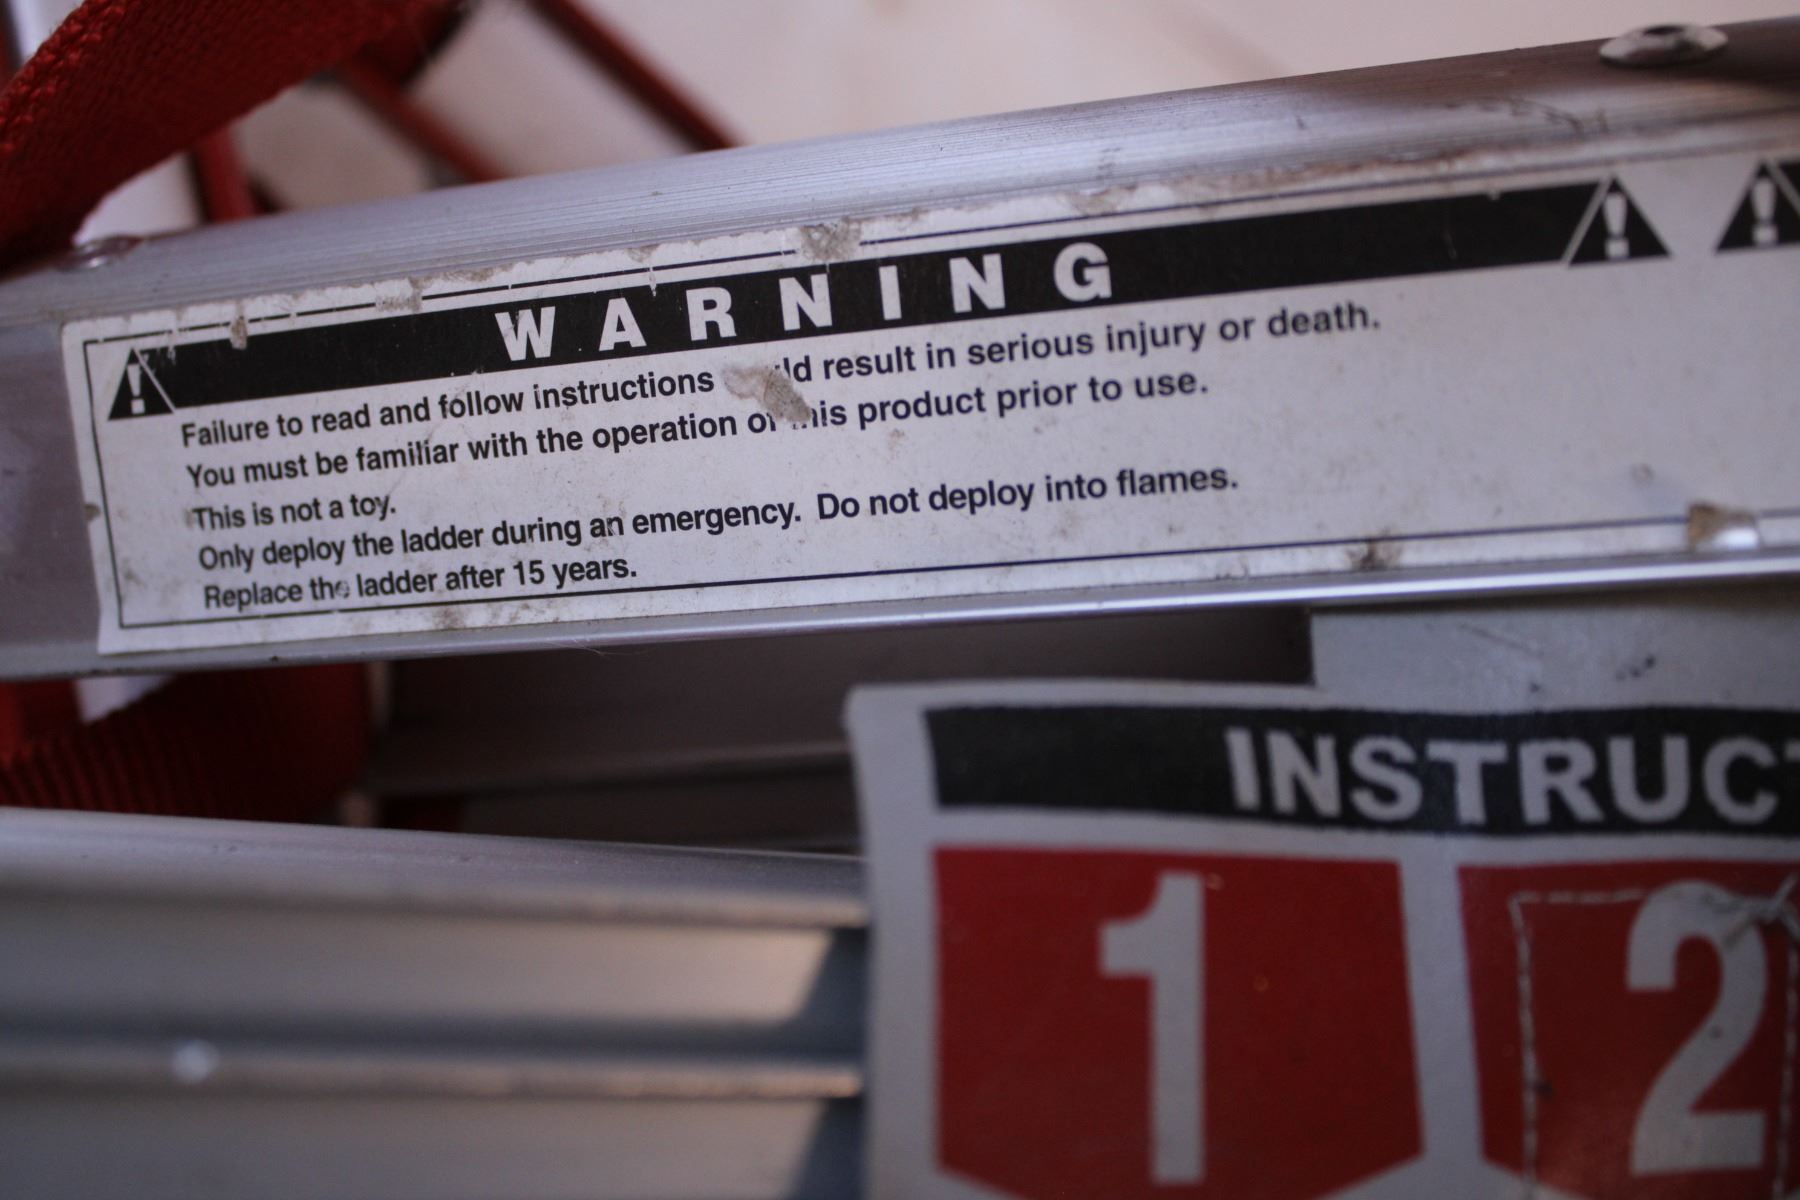 WARNING
Failure to read and follow instructions result in serious injury or death.
You must be familiar with the operation product prior to use.
This is not a toy.
Only deploy the ladder during an emergency. Do not deploy into flames.
Replace the ladder after 15 years.
INSTRUC
1
2